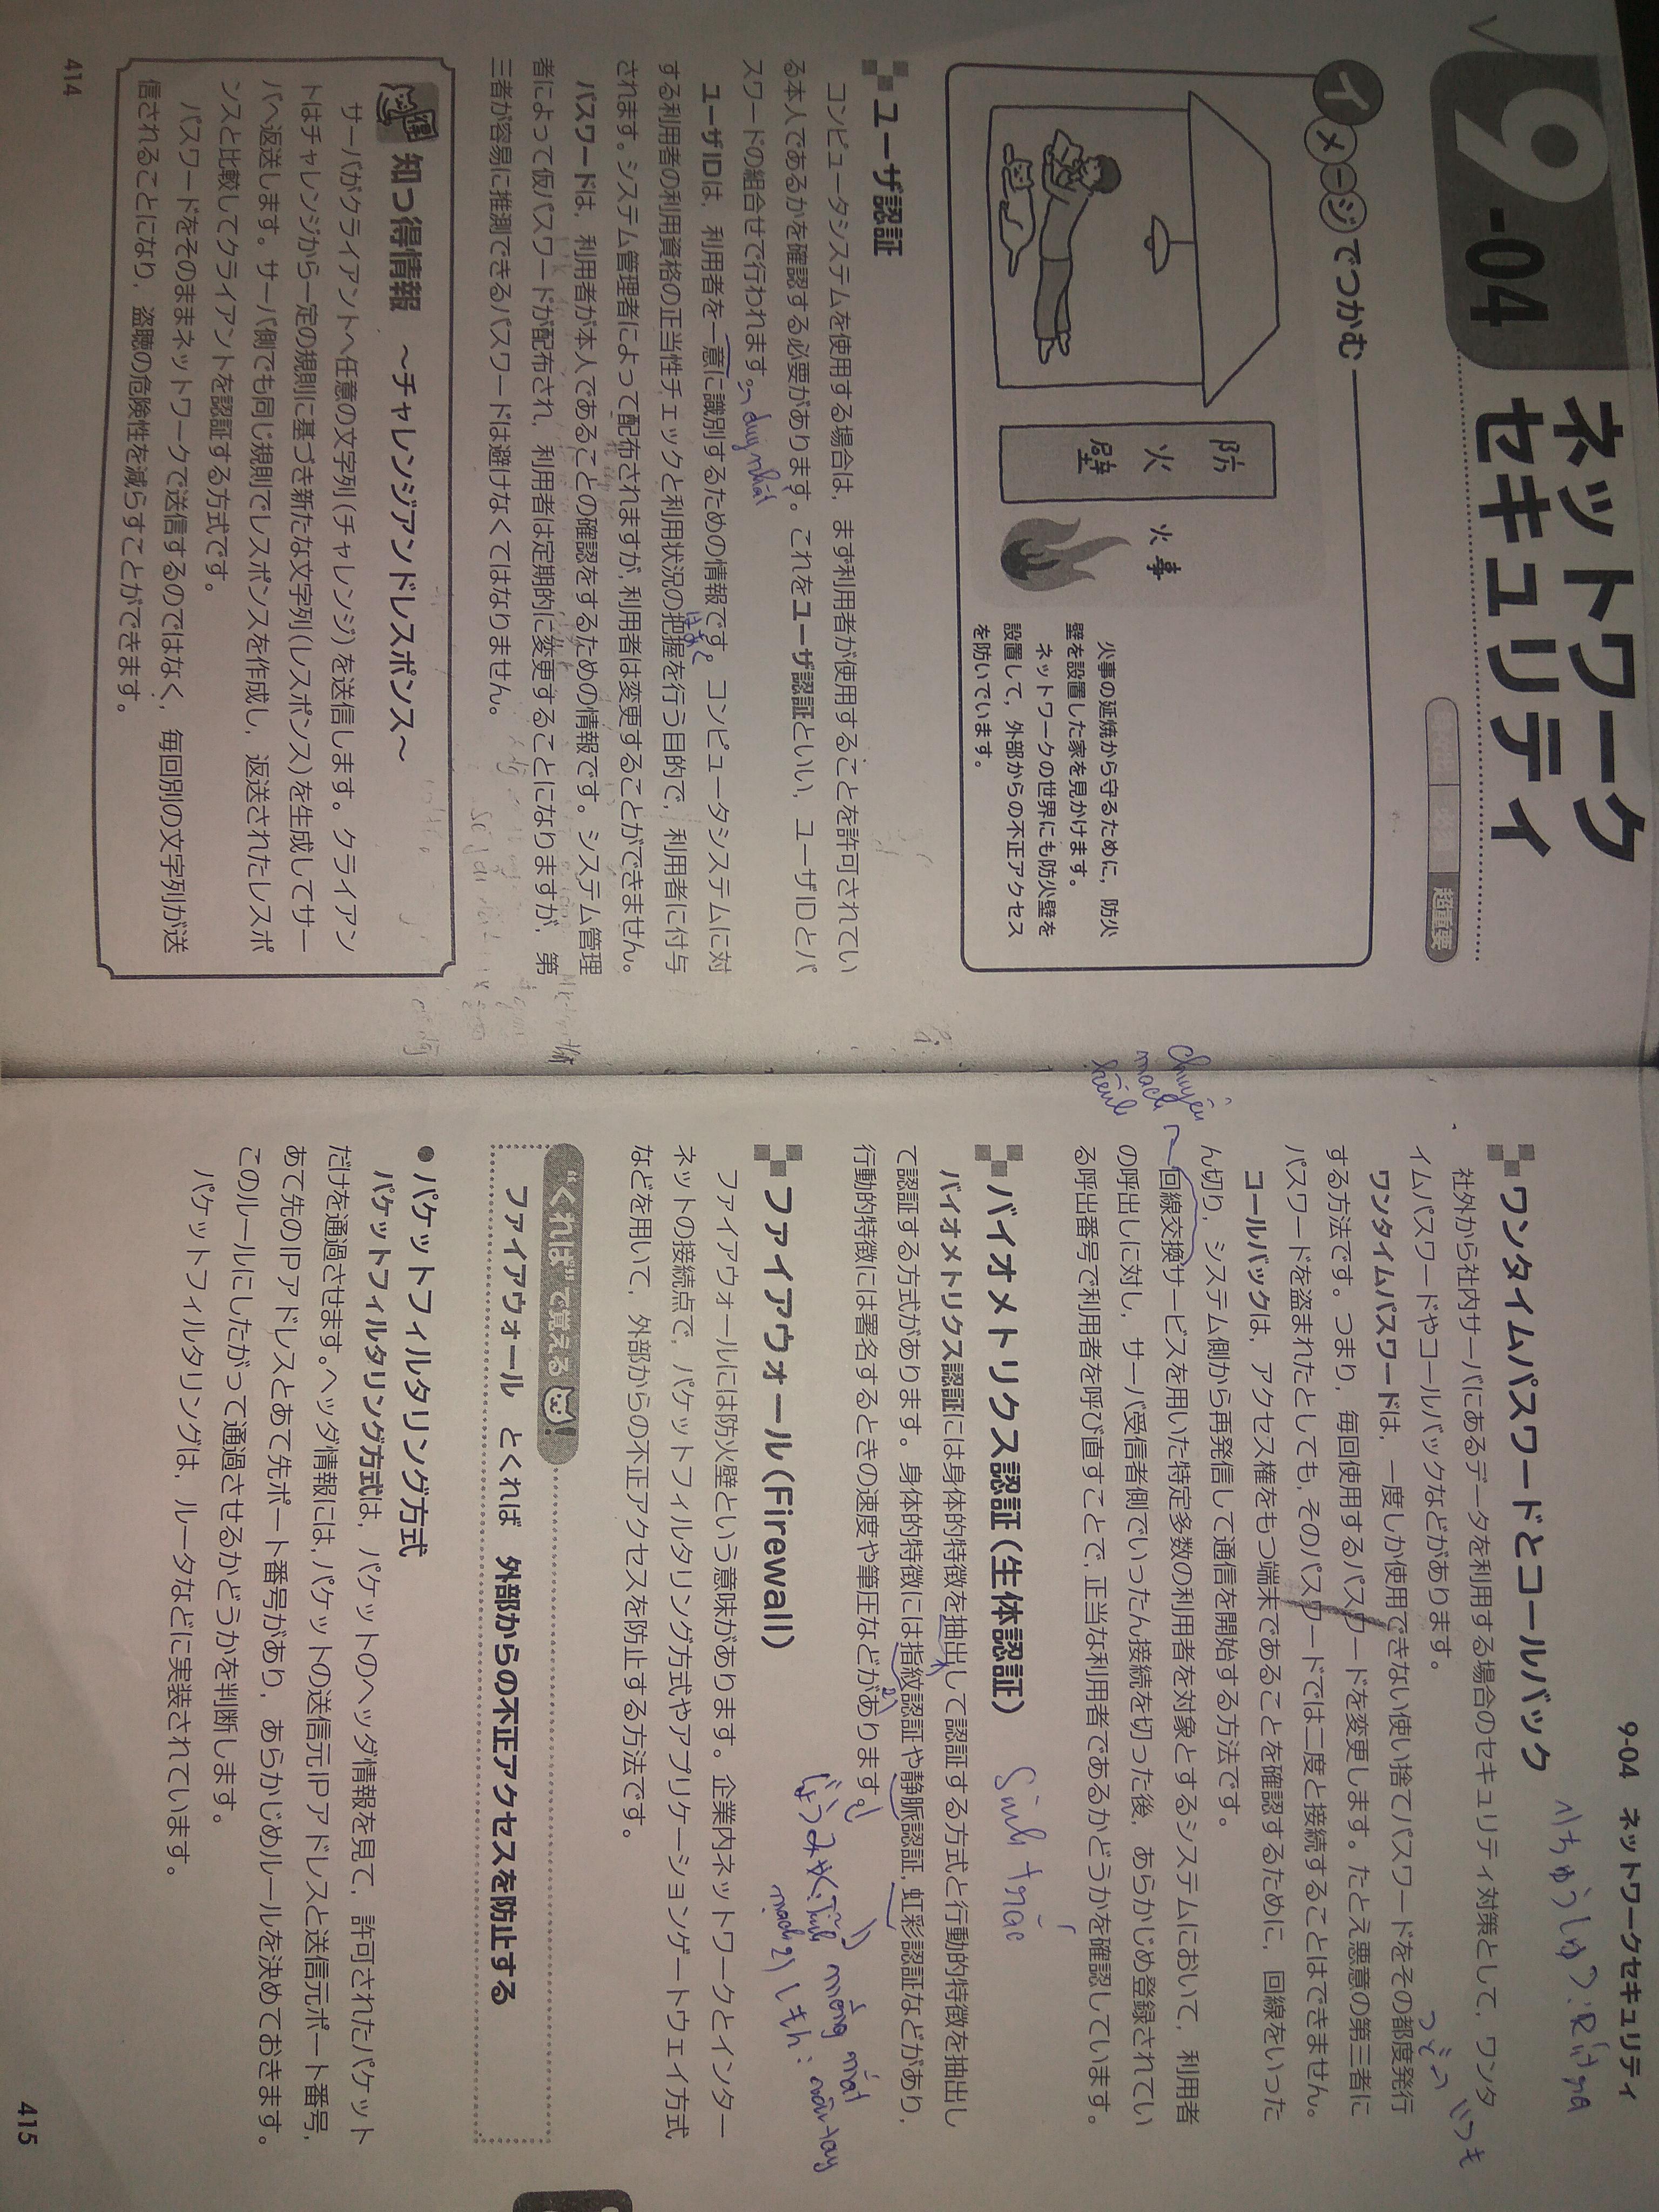 9-04
ネットワーク
セキュリティ
超重要
イメージでつかむ
防火壁
火事
火事の延焼から守るために，防火
壁を設置した家を見かけます。
ネットワークの世界にも防火壁を
設置して，外部からの不正アクセス
を防いでいます。
ユーザ認証
コンピュータシステムを使用する場合は，まず利用者が使用することを許可されてい
る本人であるかを確認する必要があります。これをユーザ認証といい，ユーザIDとパ
スワードの組合せで行われます。
duy nhất
ユーザIDは，利用者を一意に識別するための情報です。コンピュータシステムに対
はあく
する利用者の利用資格の正当性チェックと利用状況の把握を行う目的で，利用者に付与
されます。システム管理者によって配布されますが，利用者は変更することができません。
パスワードは，利用者が本人であることの確認をするための情報です。システム管理
者によって仮パスワードが配布され，利用者は定期的に変更することになりますが，第
三者が容易に推測できるパスワードは避けなくてはなりません。
得
知っ得情報　～チャレンジアンドレスポンス～
サーバがクライアントへ任意の文字列（チャレンジ）を送信します。クライアン
トはチャレンジから一定の規則に基づき新たな文字列（レスポンス）を生成してサー
バへ返送します。サーバ側でも同じ規則でレスポンスを作成し，返送されたレスポ
ンスと比較してクライアントを認証する方式です。
パスワードをそのままネットワークで送信するのではなく，毎回別の文字列が送
信されることになり，盗聴の危険性を減らすことができます。
414
9-04　ネットワークセキュリティ
ちゅうしゅつ: Rút ra
ワンタイムパスワードとコールバック
社外から社内サーバにあるデータを利用する場合のセキュリティ対策として，ワンタ
イムパスワードやコールバックなどがあります。
つど→いつも
ワンタイムパスワードは，一度しか使用できない使い捨てパスワードをその都度発行
する方法です。つまり，毎回使用するパスワードを変更します。たとえ悪意の第三者に
パスワードを盗まれたとしても，そのパスワードでは二度と接続することはできません。
コールバックは，アクセス権をもつ端末であることを確認するために，回線をいった
ん切り，システム側から再発信して通信を開始する方法です。
chuyển
mạch
kênh
回線交換サービスを用いた特定多数の利用者を対象とするシステムにおいて，利用者
の呼出しに対し，サーバ受信者側でいったん接続を切った後，あらかじめ登録されてい
る呼出番号で利用者を呼び直すことで，正当な利用者であるかどうかを確認しています。
バイオメトリクス認証（生体認証）
Sinh trắc
バイオメトリクス認証には身体的特徴を抽出して認証する方式と行動的特徴を抽出し
て認証する方式があります。身体的特徴には指紋認証や静脈認証，虹彩認証などがあり，
行動的特徴には署名するときの速度や筆圧などがあります。
じょうみゃく: Tĩnh
mạch
mống mắt
2) しもん: vân tay
ファイアウォール（Firewall）
ファイアウォールには防火壁という意味があります。企業内ネットワークとインター
ネットの接続点で，パケットフィルタリング方式やアプリケーションゲートウェイ方式
などを用いて，外部からの不正アクセスを防止する方法です。
“くれば”で覚える！
ファイアウォール　とくれば　外部からの不正アクセスを防止する
●パケットフィルタリング方式
パケットフィルタリング方式は，パケットのヘッダ情報を見て，許可されたパケット
だけを通過させます。ヘッダ情報には，パケットの送信元IPアドレスと送信元ポート番号，
あて先のIPアドレスとあて先ポート番号があり，あらかじめルールを決めておきます。
このルールにしたがって通過させるかどうかを判断します。
パケットフィルタリングは，ルータなどに実装されています。
415